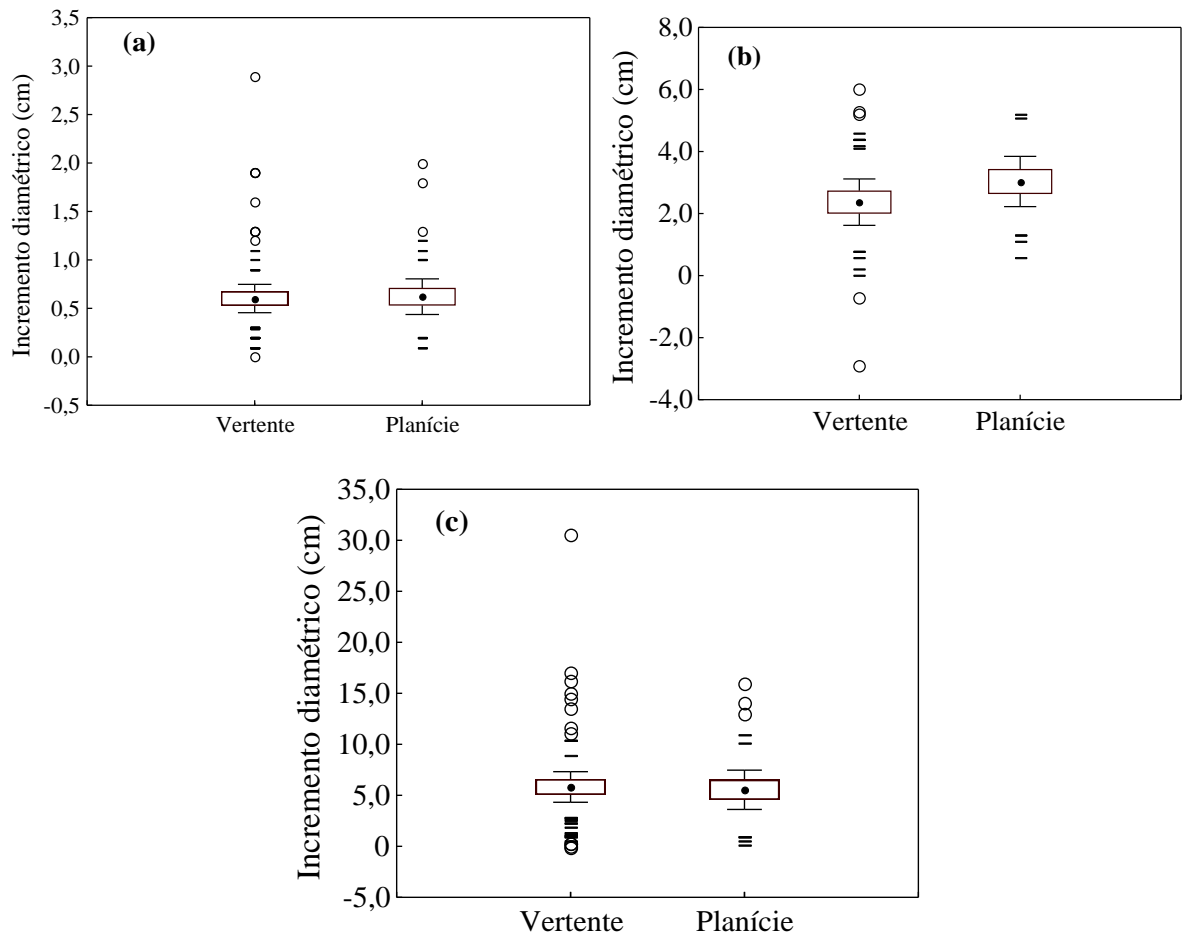 (a)
Incremento diamétrico (cm)
3,5
3,0
2,5
2,0
1,5
1,0
0,5
0,0
-0,5
Vertente Planície
(b)
Incremento diamétrico (cm)
8,0
6,0
4,0
2,0
0
-2,0
-4,0
Vertente Planície
(c)
Incremento diamétrico (cm)
35,0
30,0
25,0
20,0
15,0
10,0
5,0
0
-5,0
Vertente Planície